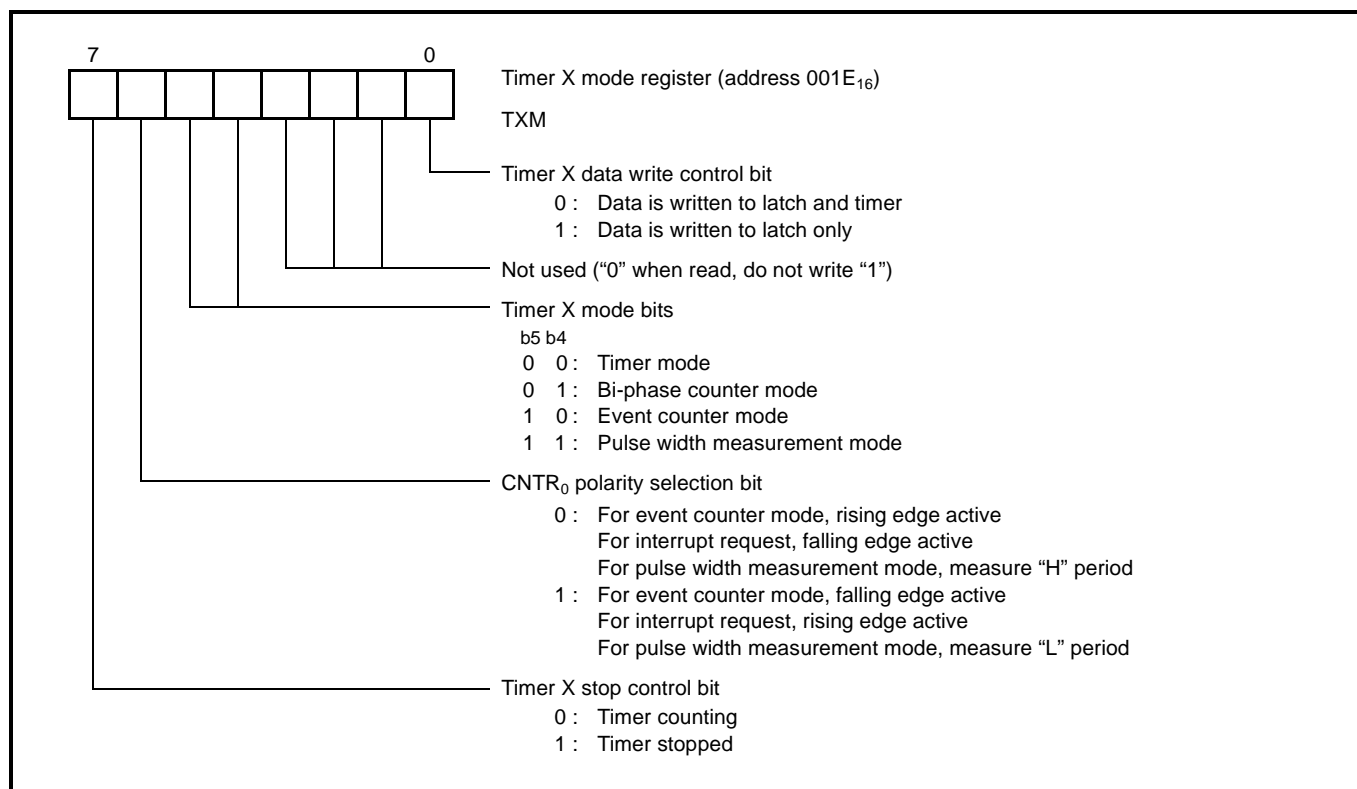 7 0
Timer X mode register (address 001E₁₆)
TXM
Timer X data write control bit
0 : Data is written to latch and timer
1 : Data is written to latch only
Not used (“0” when read, do not write “1”)
Timer X mode bits
b5 b4
0 0 : Timer mode
0 1 : Bi-phase counter mode
1 0 : Event counter mode
1 1 : Pulse width measurement mode
CNTR₀ polarity selection bit
0 : For event counter mode, rising edge active
For interrupt request, falling edge active
For pulse width measurement mode, measure “H” period
1 : For event counter mode, falling edge active
For interrupt request, rising edge active
For pulse width measurement mode, measure “L” period
Timer X stop control bit
0 : Timer counting
1 : Timer stopped